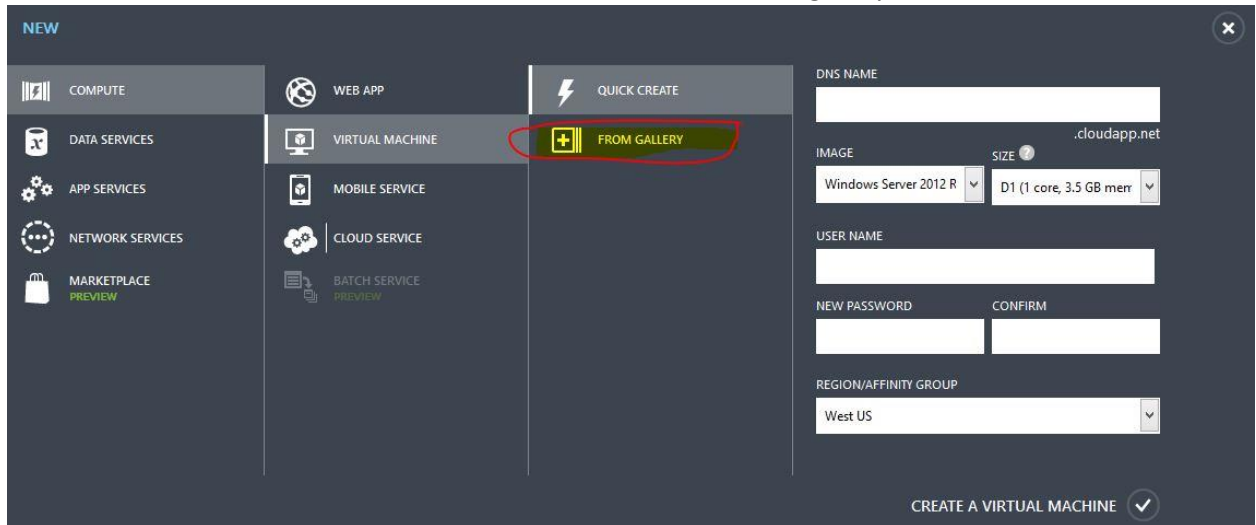 NEW
COMPUTE
DATA SERVICES
APP SERVICES
NETWORK SERVICES
MARKETPLACE
PREVIEW
WEB APP
VIRTUAL MACHINE
MOBILE SERVICE
CLOUD SERVICE
BATCH SERVICE
PREVIEW
QUICK CREATE
FROM GALLERY
DNS NAME
.cloudapp.net
IMAGE
SIZE ?
Windows Server 2012 R
D1 (1 core, 3.5 GB mem
USER NAME
NEW PASSWORD
CONFIRM
REGION/AFFINITY GROUP
West US
CREATE A VIRTUAL MACHINE